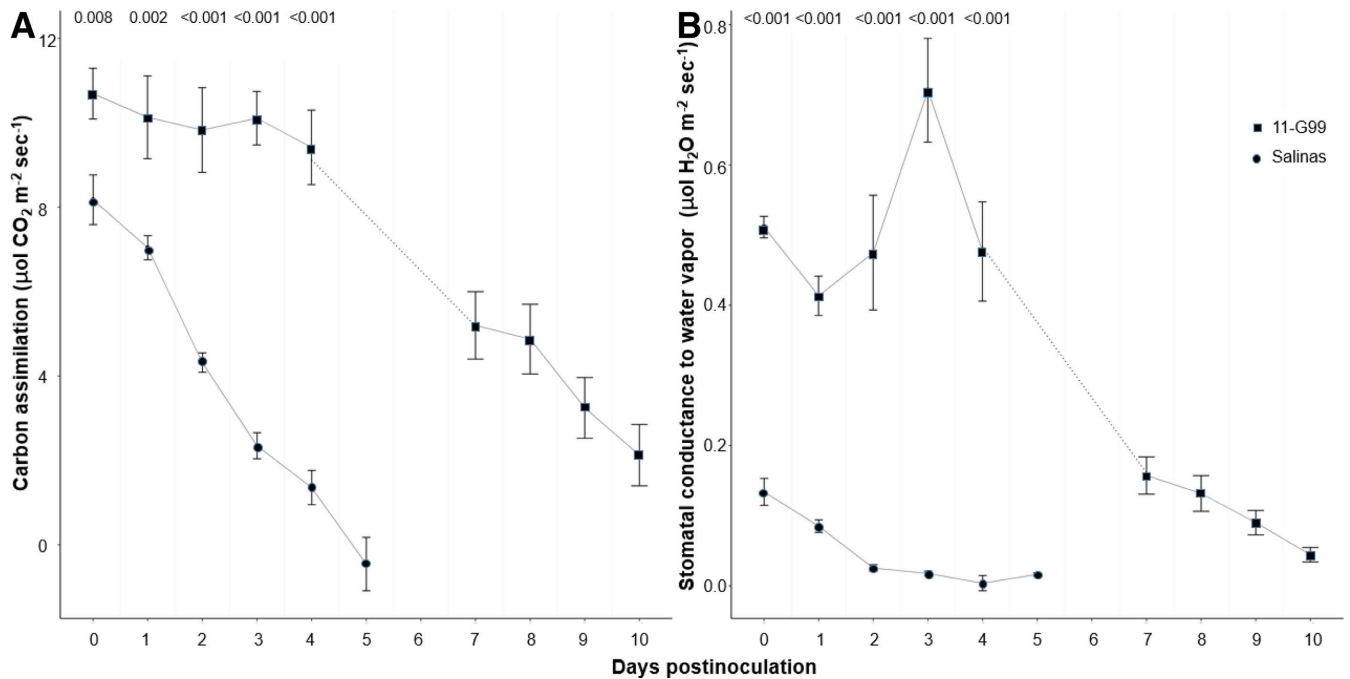 A
0.008 0.002 <0.001 <0.001 <0.001
12
8
4
0
Carbon assimilation (µol CO2 m-2 sec-1)
0 1 2 3 4 5 6 7 8 9 10
B
<0.001 <0.001 <0.001 <0.001 <0.001
0.8
0.6
0.4
0.2
0.0
Stomatal conductance to water vapor (µol H2O m-2 sec-1)
0 1 2 3 4 5 6 7 8 9 10
11-G99
Salinas
Days postinoculation